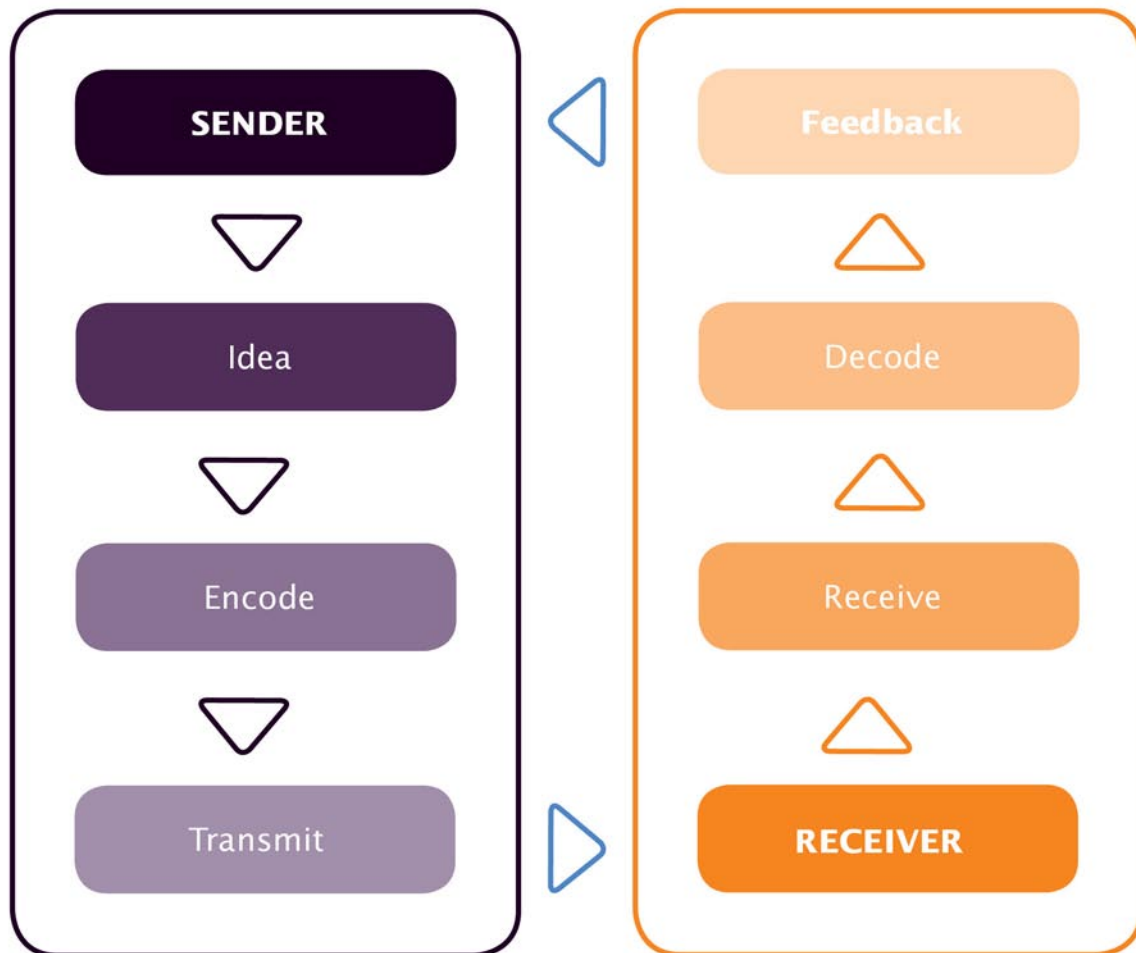 SENDER
Idea
Encode
Transmit
Feedback
Decode
Receive
RECEIVER